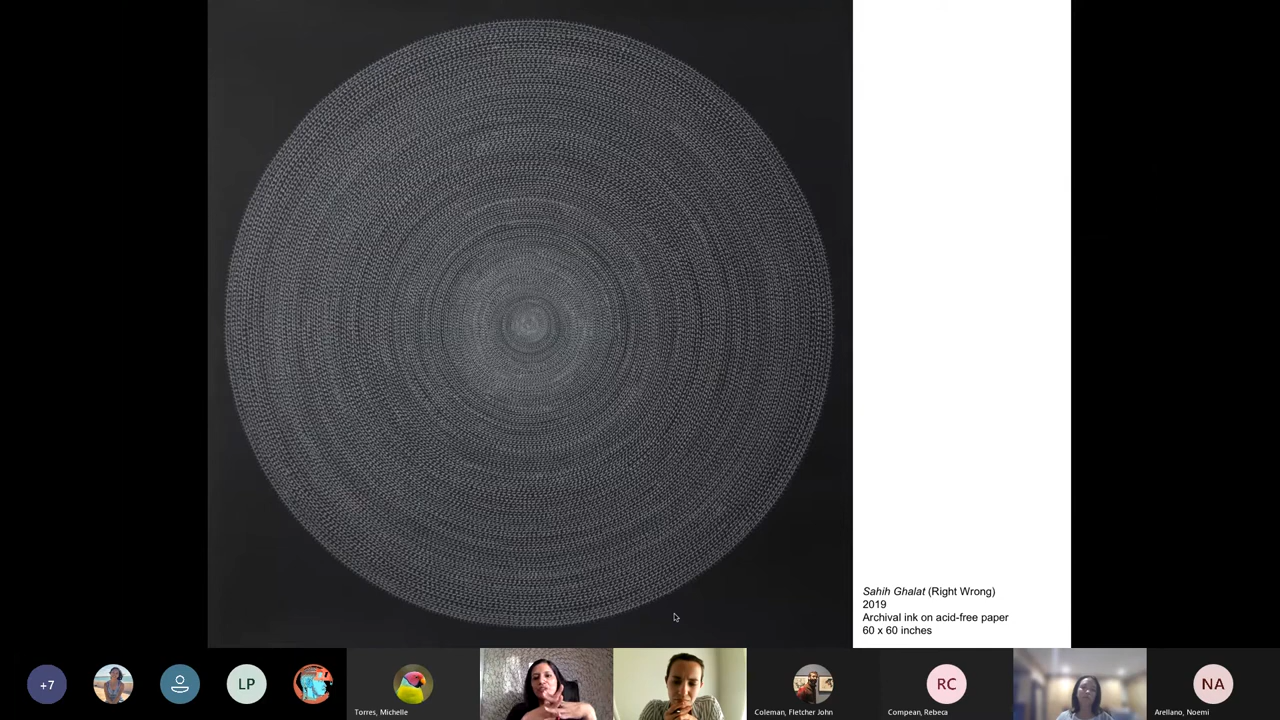 Sahih Ghalat (Right Wrong)
2019
Archival ink on acid-free paper
60 x 60 inches
+7
LP
Torres, Michelle
Coleman, Fletcher John
RC
Compean, Rebeca
NA
Arellano, Noemi